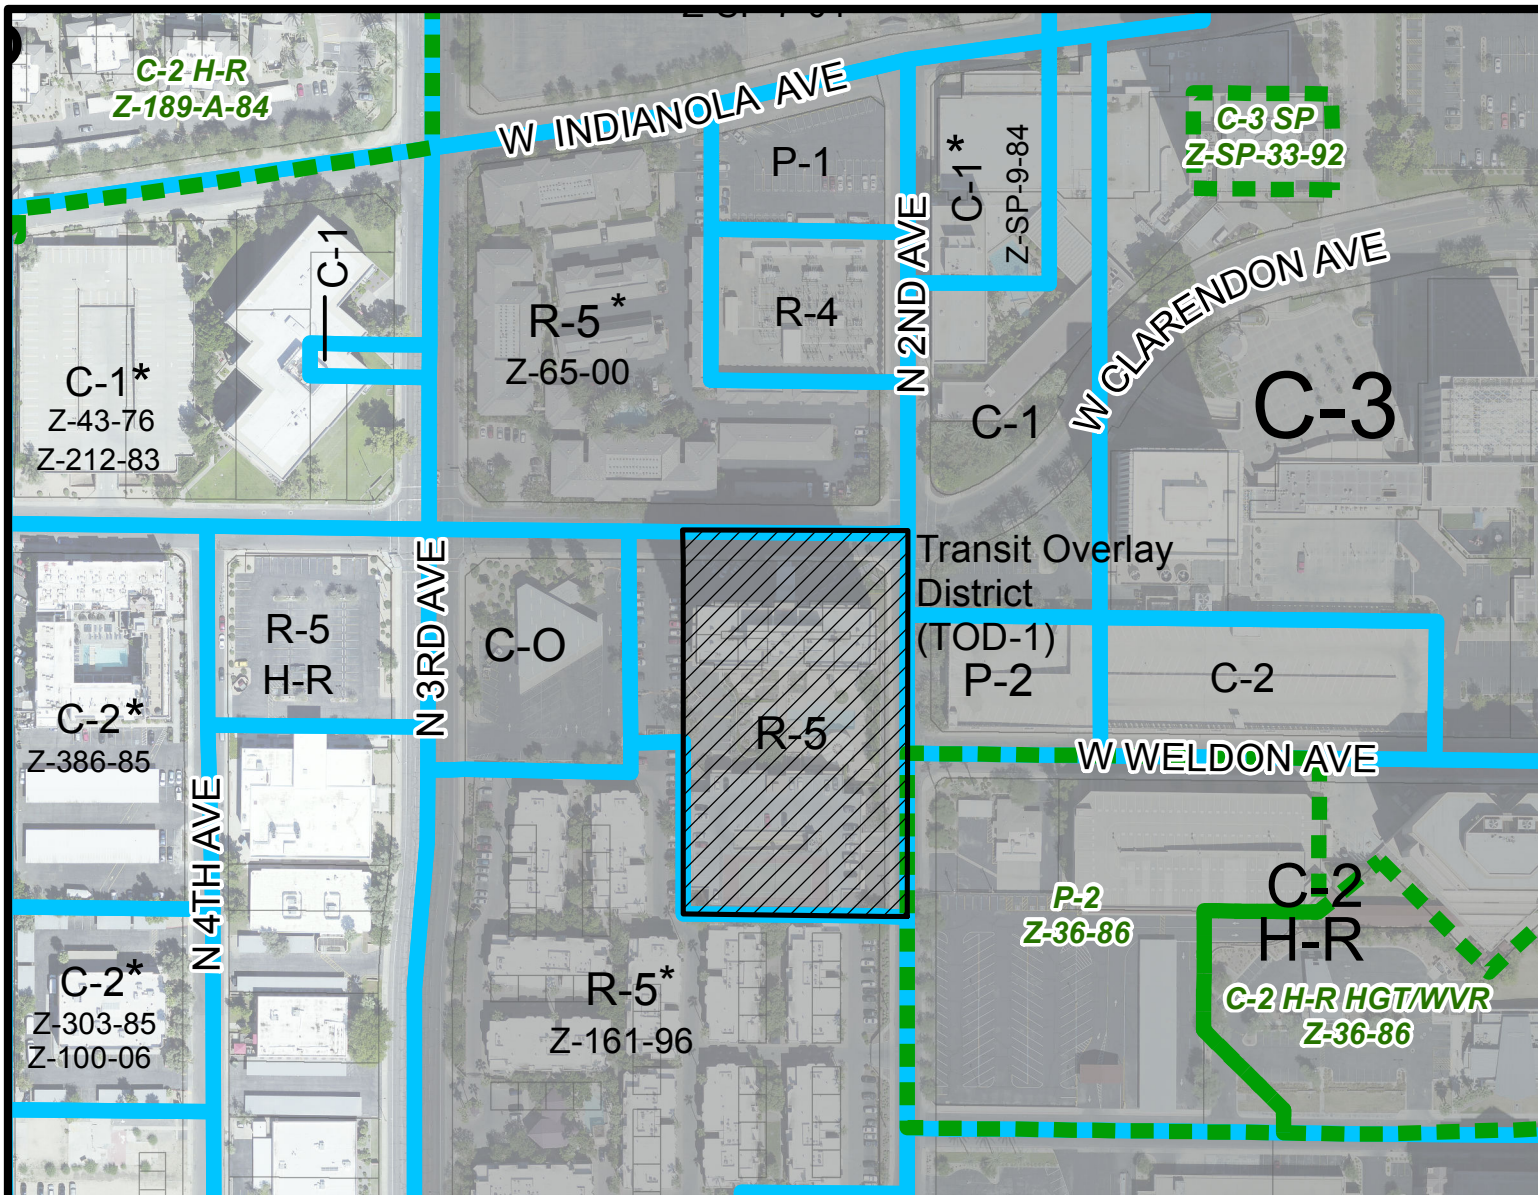 C-2 H-R
Z-189-A-84
W INDIANOLA AVE
P-1
C-1*
Z-SP-9-84
C-3 SP
Z-SP-33-92
C-1
R-5*
Z-65-00
R-4
N 2ND AVE
W CLARENDON AVE
C-1*
Z-43-76
Z-212-83
C-1
C-3
Transit Overlay
District
(TOD-1)
N 3RD AVE
R-5
H-R
C-O
P-2
C-2
C-2*
Z-386-85
R-5
W WELDON AVE
N 4TH AVE
P-2
Z-36-86
C-2
H-R
C-2*
Z-303-85
Z-100-06
R-5*
Z-161-96
C-2 H-R HGT/WVR
Z-36-86